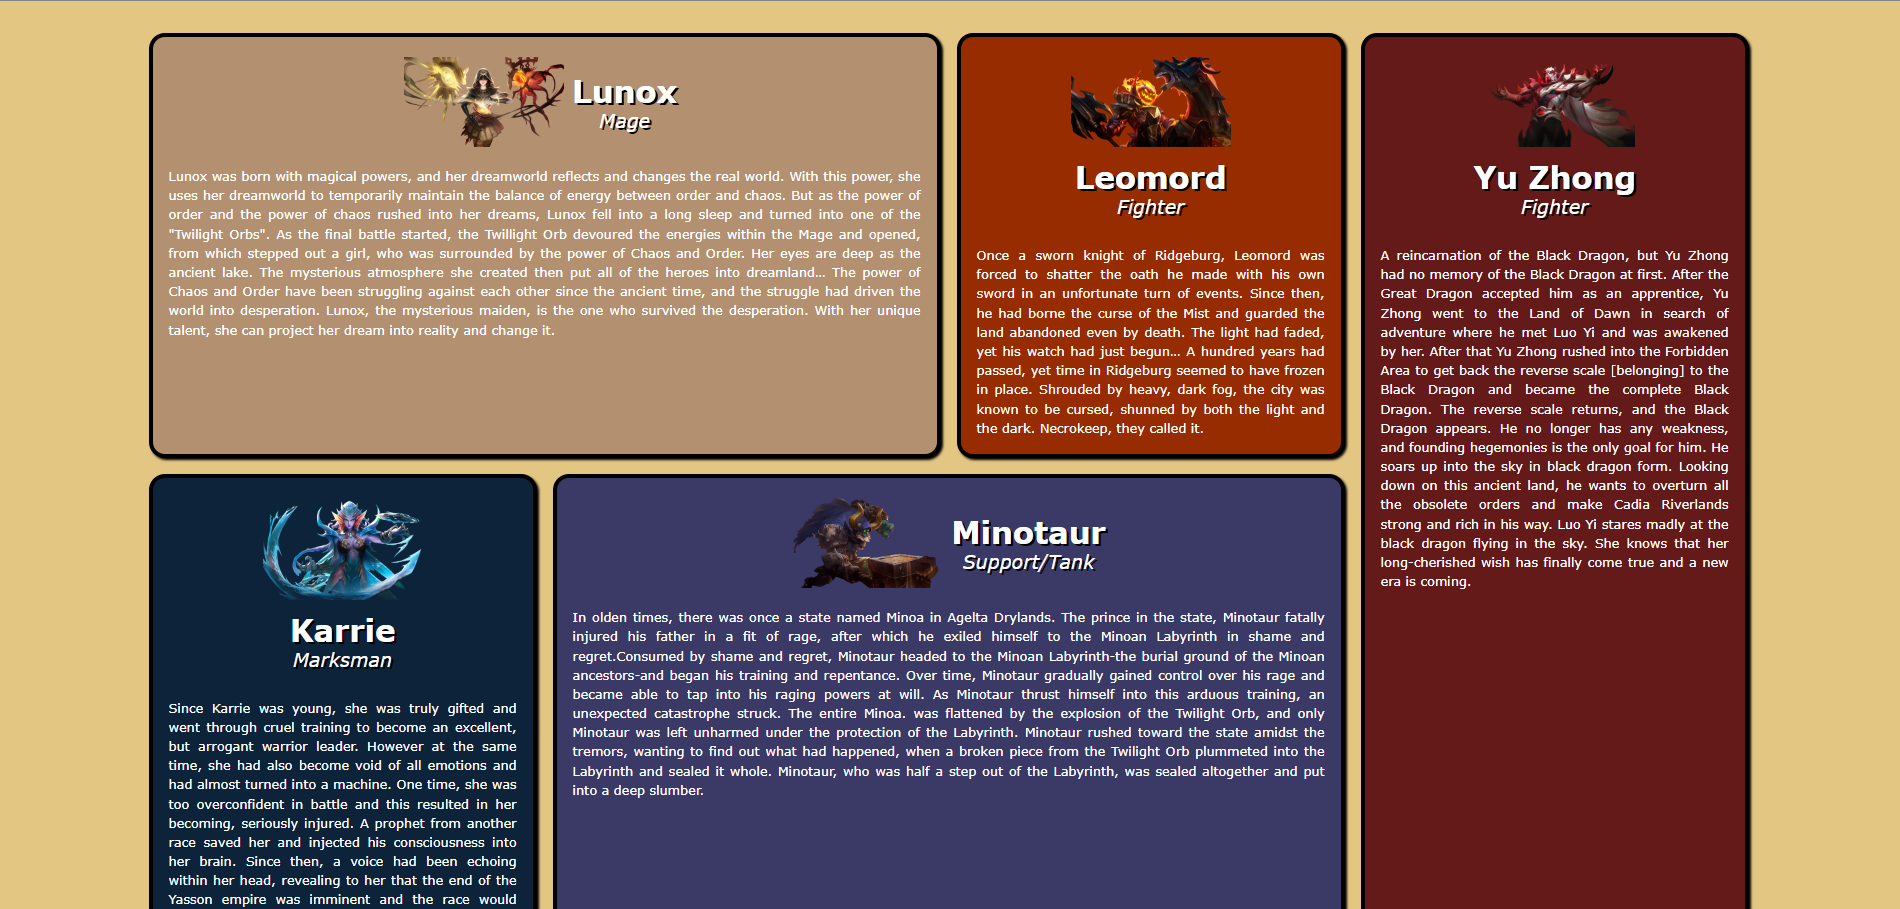 Lunox
Mage
Lunox was born with magical powers, and her dreamworld reflects and changes the real world. With this power, she
uses her dreamworld to temporarily maintain the balance of energy between order and chaos. But as the power of
order and the power of chaos rushed into her dreams, Lunox fell into a long sleep and turned into one of the
"Twilight Orbs". As the final battle started, the Twillight Orb devoured the energies within the Mage and opened,
from which stepped out a girl, who was surrounded by the power of Chaos and Order. Her eyes are deep as the
ancient lake. The mysterious atmosphere she created then put all of the heroes into dreamland... The power of
Chaos and Order have been struggling against each other since the ancient time, and the struggle had driven the
world into desperation. Lunox, the mysterious maiden, is the one who survived the desperation. With her unique
talent, she can project her dream into reality and change it.
Leomord
Fighter
Once a sworn knight of Ridgeburg, Leomord was
forced to shatter the oath he made with his own
sword in an unfortunate turn of events. Since then,
he had borne the curse of the Mist and guarded the
land abandoned even by death. The light had faded,
yet his watch had just begun... A hundred years had
passed, yet time in Ridgeburg seemed to have frozen
in place. Shrouded by heavy, dark fog, the city was
known to be cursed, shunned by both the light and
the dark. Necrokeep, they called it.
Yu Zhong
Fighter
A reincarnation of the Black Dragon, but Yu Zhong
had no memory of the Black Dragon at first. After the
Great Dragon accepted him as an apprentice, Yu
Zhong went to the Land of Dawn in search of
adventure where he met Luo Yi and was awakened
by her. After that Yu Zhong rushed into the Forbidden
Area to get back the reverse scale [belonging] to the
Black Dragon and became the complete Black
Dragon. The reverse scale returns, and the Black
Dragon appears. He no longer has any weakness,
and founding hegemonies is the only goal for him. He
soars up into the sky in black dragon form. Looking
down on this ancient land, he wants to overturn all
the obsolete orders and make Cadia Riverlands
strong and rich in his way. Luo Yi stares madly at the
black dragon flying in the sky. She knows that her
long-cherished wish has finally come true and a new
era is coming.
Karrie
Marksman
Since Karrie was young, she was truly gifted and
went through cruel training to become an excellent,
but arrogant warrior leader. However at the same
time, she had also become void of all emotions and
had almost turned into a machine. One time, she was
too overconfident in battle and this resulted in her
becoming, seriously injured. A prophet from another
race saved her and injected his consciousness into
her brain. Since then, a voice had been echoing
within her head, revealing to her that the end of the
Yasson empire was imminent and the race would
Minotaur
Support/Tank
In olden times, there was once a state named Minoa in Agelta Drylands. The prince in the state, Minotaur fatally
injured his father in a fit of rage, after which he exiled himself to the Minoan Labyrinth in shame and
regret.Consumed by shame and regret, Minotaur headed to the Minoan Labyrinth-the burial ground of the Minoan
ancestors-and began his training and repentance. Over time, Minotaur gradually gained control over his rage and
became able to tap into his raging powers at will. As Minotaur thrust himself into this arduous training, an
unexpected catastrophe struck. The entire Minoa. was flattened by the explosion of the Twilight Orb, and only
Minotaur was left unharmed under the protection of the Labyrinth. Minotaur rushed toward the state amidst the
tremors, wanting to find out what had happened, when a broken piece from the Twilight Orb plummeted into the
Labyrinth and sealed it whole. Minotaur, who was half a step out of the Labyrinth, was sealed altogether and put
into a deep slumber.